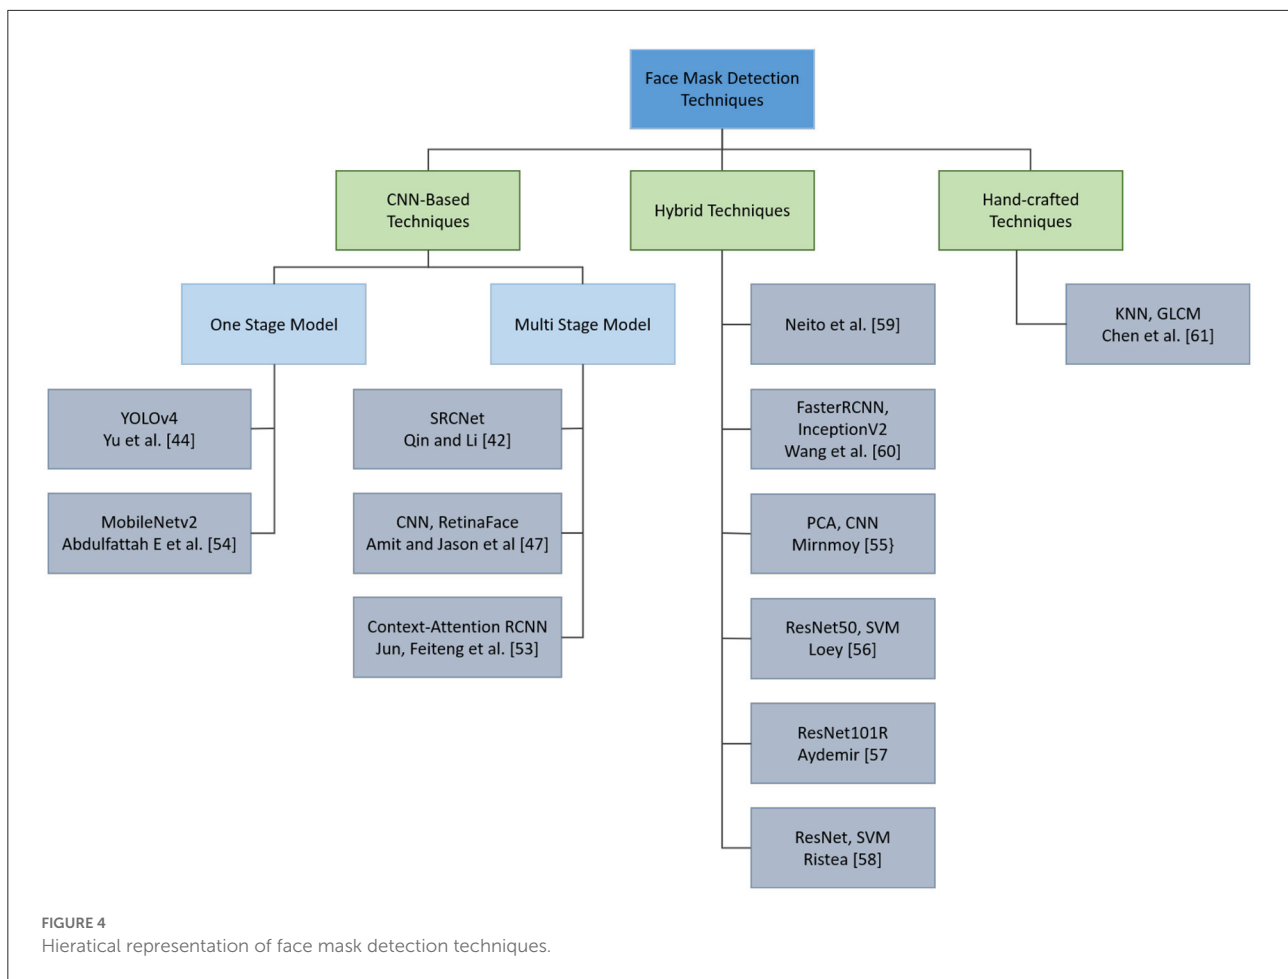 Face Mask Detection
Techniques
CNN-Based
Techniques
Hybrid Techniques
Hand-crafted
Techniques
One Stage Model
Multi Stage Model
YOLOv4
Yu et al. [44]
MobileNetv2
Abdulfattah E et al. [54]
SRCNet
Qin and Li [42]
CNN, RetinaFace
Amit and Jason et al [47]
Context-Attention RCNN
Jun, Feiteng et al. [53]
Neito et al. [59]
FasterRCNN,
InceptionV2
Wang et al. [60]
PCA, CNN
Mirnmoy [55}
ResNet50, SVM
Loey [56]
ResNet101R
Aydemir [57
ResNet, SVM
Ristea [58]
KNN, GLCM
Chen et al. [61]
FIGURE 4
Hieratical representation of face mask detection techniques.